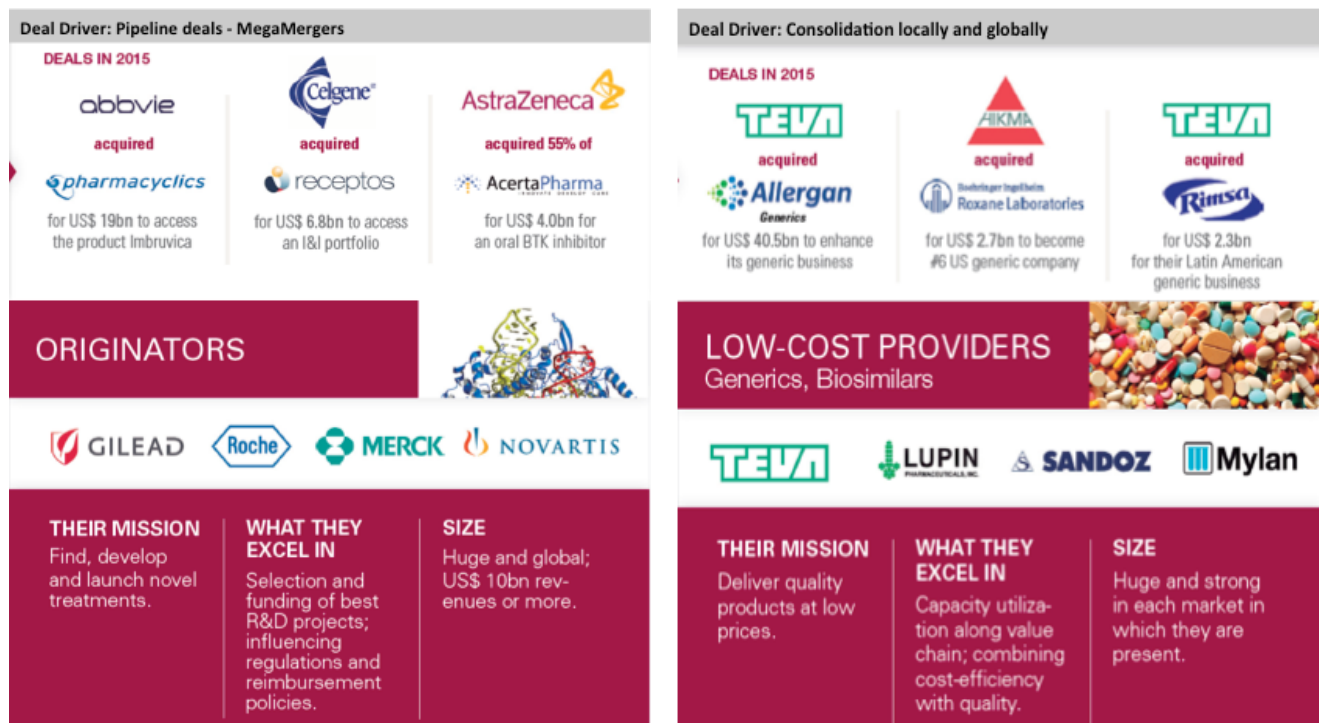 Deal Driver: Pipeline deals - MegaMergers
DEALS IN 2015
abbvie
acquired
pharmacyclics
for US$ 19bn to access
the product Imbruvica
Celgene®
acquired
receptos
for US$ 6.8bn to access
an I&I portfolio
AstraZeneca
acquired 55% of
AcertaPharma
INNOVATE DEVELOP CURE
for US$ 4.0bn for
an oral BTK inhibitor
ORIGINATORS
GILEAD
Roche
MERCK
NOVARTIS
THEIR MISSION
Find, develop
and launch novel
treatments.
WHAT THEY
EXCEL IN
Selection and
funding of best
R&D projects;
influencing
regulations and
reimbursement
policies.
SIZE
Huge and global;
US$ 10bn rev-
enues or more.
Deal Driver: Consolidation locally and globally
DEALS IN 2015
TEVA
acquired
Allergan
Generics
for US$ 40.5bn to enhance
its generic business
HIKMA
acquired
Boehringer Ingelheim
Roxane Laboratories
for US$ 2.7bn to become
#6 US generic company
TEVA
acquired
Rimsa
for US$ 2.3bn
for their Latin American
generic business
LOW-COST PROVIDERS
Generics, Biosimilars
TEVA
LUPIN
PHARMACEUTICALS, INC.
SANDOZ
Mylan
THEIR MISSION
Deliver quality
products at low
prices.
WHAT THEY
EXCEL IN
Capacity utiliza-
tion along value
chain; combining
cost-efficiency
with quality.
SIZE
Huge and strong
in each market in
which they are
present.